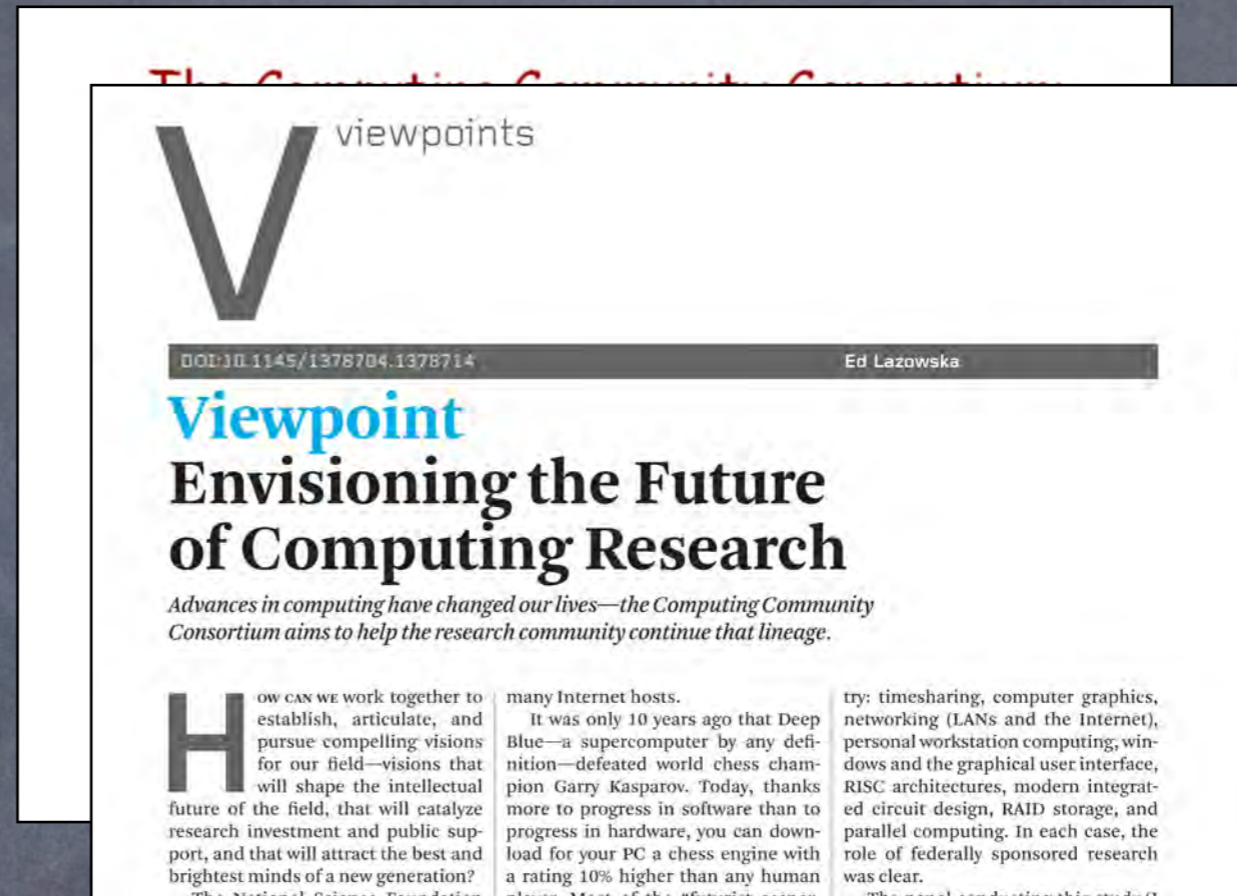 viewpoints
DOI:10.1145/1378704.1378714
Ed Lazowska
Viewpoint
Envisioning the Future
of Computing Research
Advances in computing have changed our lives—the Computing Community
Consortium aims to help the research community continue that lineage.
HOW CAN WE work together to
establish, articulate, and
pursue compelling visions
for our field—visions that
will shape the intellectual
future of the field, that will catalyze
research investment and public sup-
port, and that will attract the best and
brightest minds of a new generation?
many Internet hosts.
It was only 10 years ago that Deep
Blue—a supercomputer by any defi-
nition—defeated world chess cham-
pion Garry Kasparov. Today, thanks
more to progress in software than to
progress in hardware, you can down-
load for your PC a chess engine with
a rating 10% higher than any human
try: timesharing, computer graphics,
networking (LANs and the Internet),
personal workstation computing, win-
dows and the graphical user interface,
RISC architectures, modern integrat-
ed circuit design, RAID storage, and
parallel computing. In each case, the
role of federally sponsored research
was clear.